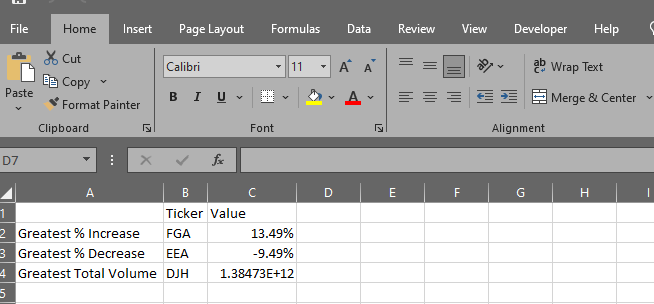 File Home Insert Page Layout Formulas Data Review View Developer Help
Cut
Copy
Format Painter
Paste
Calibri 11 A A
B I U A
ab Wrap Text
Merge & Center
Clipboard Font Alignment
D7 fx
A B C D E F G H I
1 Ticker Value
2 Greatest % Increase FGA 13.49%
3 Greatest % Decrease EEA -9.49%
4 Greatest Total Volume DJH 1.38473E+12
5